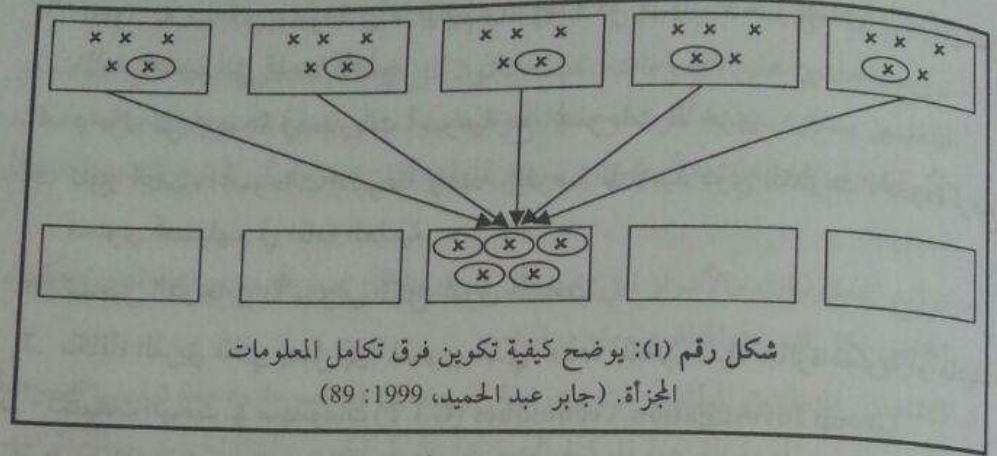 شكل رقم (1): يوضح كيفية تكوين فرق تكامل المعلومات
المجزأة. (جابر عبد الحميد، 1999: 89)